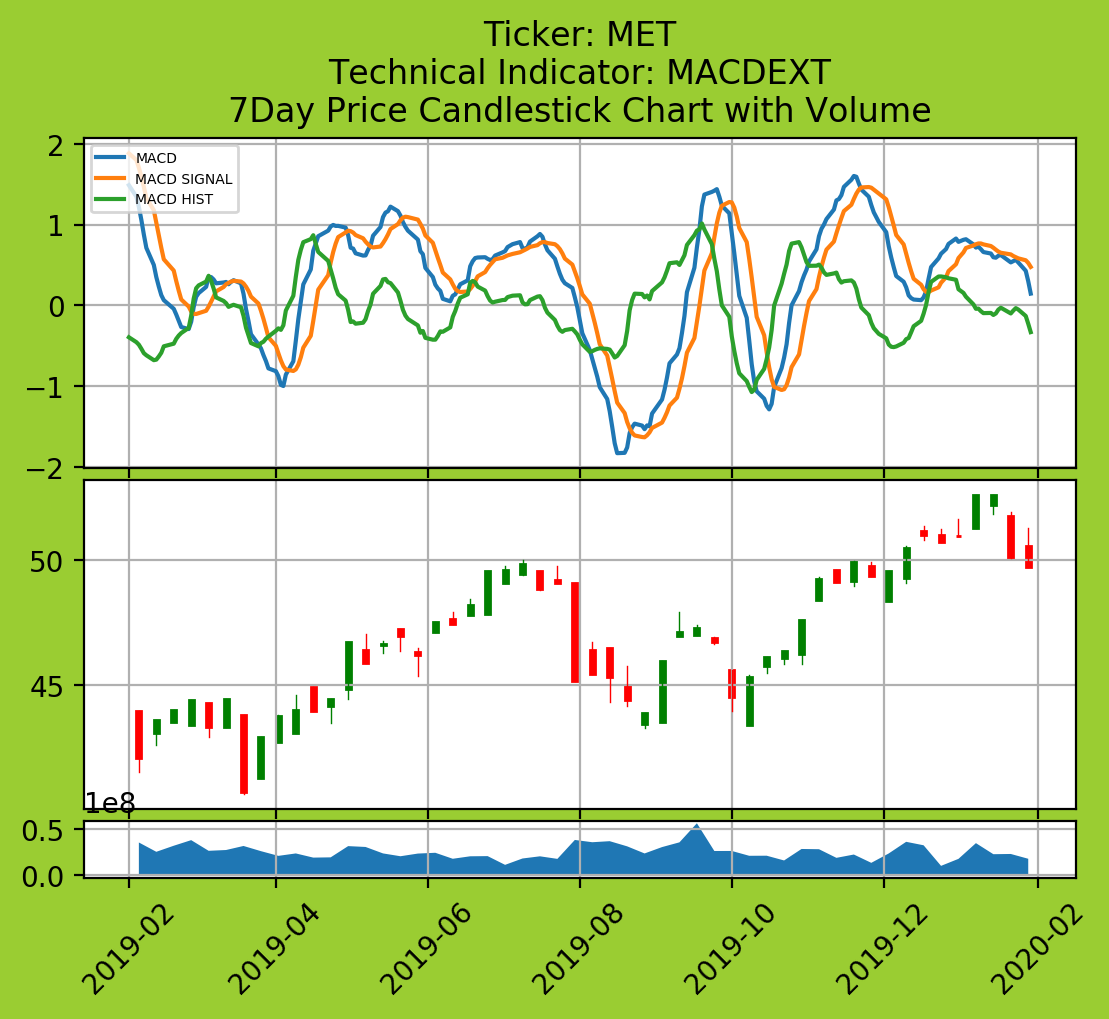 Ticker: MET
Technical Indicator: MACDEXT
7Day Price Candlestick Chart with Volume
2
1
0
−1
−2
MACD
MACD SIGNAL
MACD HIST
50
45
1e8
0.5
0.0
2019-02
2019-04
2019-06
2019-08
2019-10
2019-12
2020-02